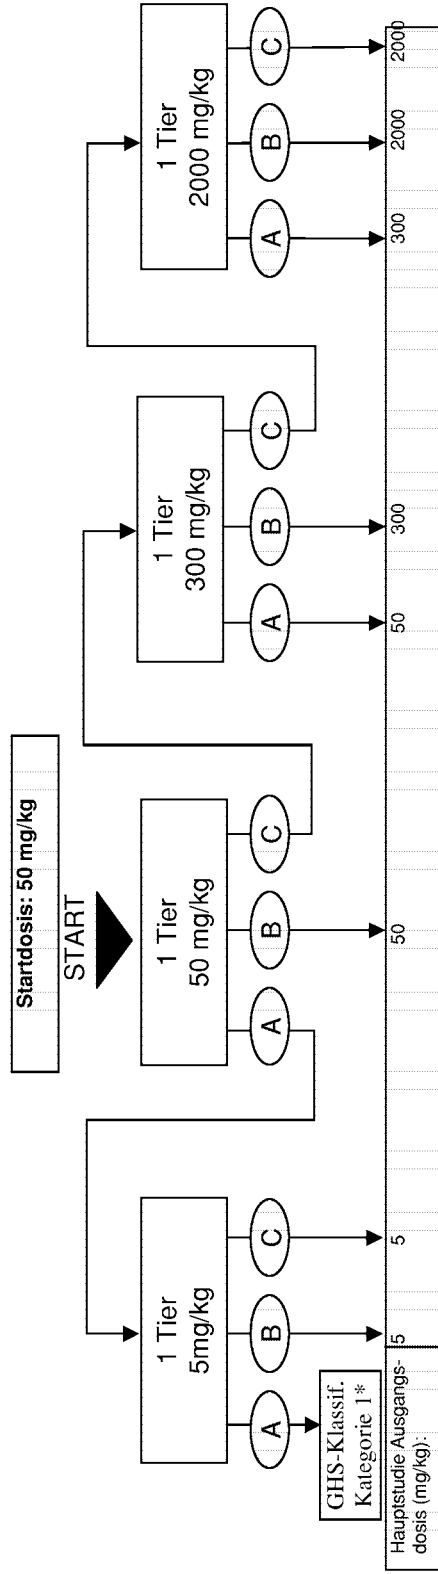 Startdosis: 50 mg/kg
START
1 Tier
5mg/kg
1 Tier
50 mg/kg
1 Tier
300 mg/kg
1 Tier
2000 mg/kg
A
B
C
A
B
C
A
B
C
A
B
C
GHS-Klassif.
Kategorie 1*
Hauptstudie Ausgangs-
dosis (mg/kg):
5
5
50
50
300
300
2000
2000